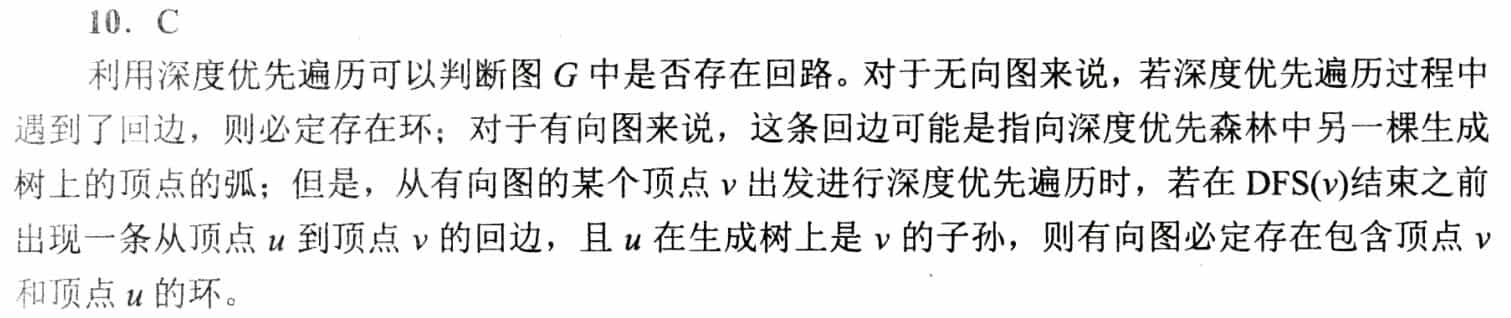 10. C
利用深度优先遍历可以判断图 G 中是否存在回路。对于无向图来说，若深度优先遍历过程中
遇到了回边，则必定存在环；对于有向图来说，这条回边可能是指向深度优先森林中另一棵生成
树上的顶点的弧；但是，从有向图的某个顶点 v 出发进行深度优先遍历时，若在 DFS(v)结束之前
出现一条从顶点 u 到顶点 v 的回边，且 u 在生成树上是 v 的子孙，则有向图必定存在包含顶点 v
和顶点 u 的环。